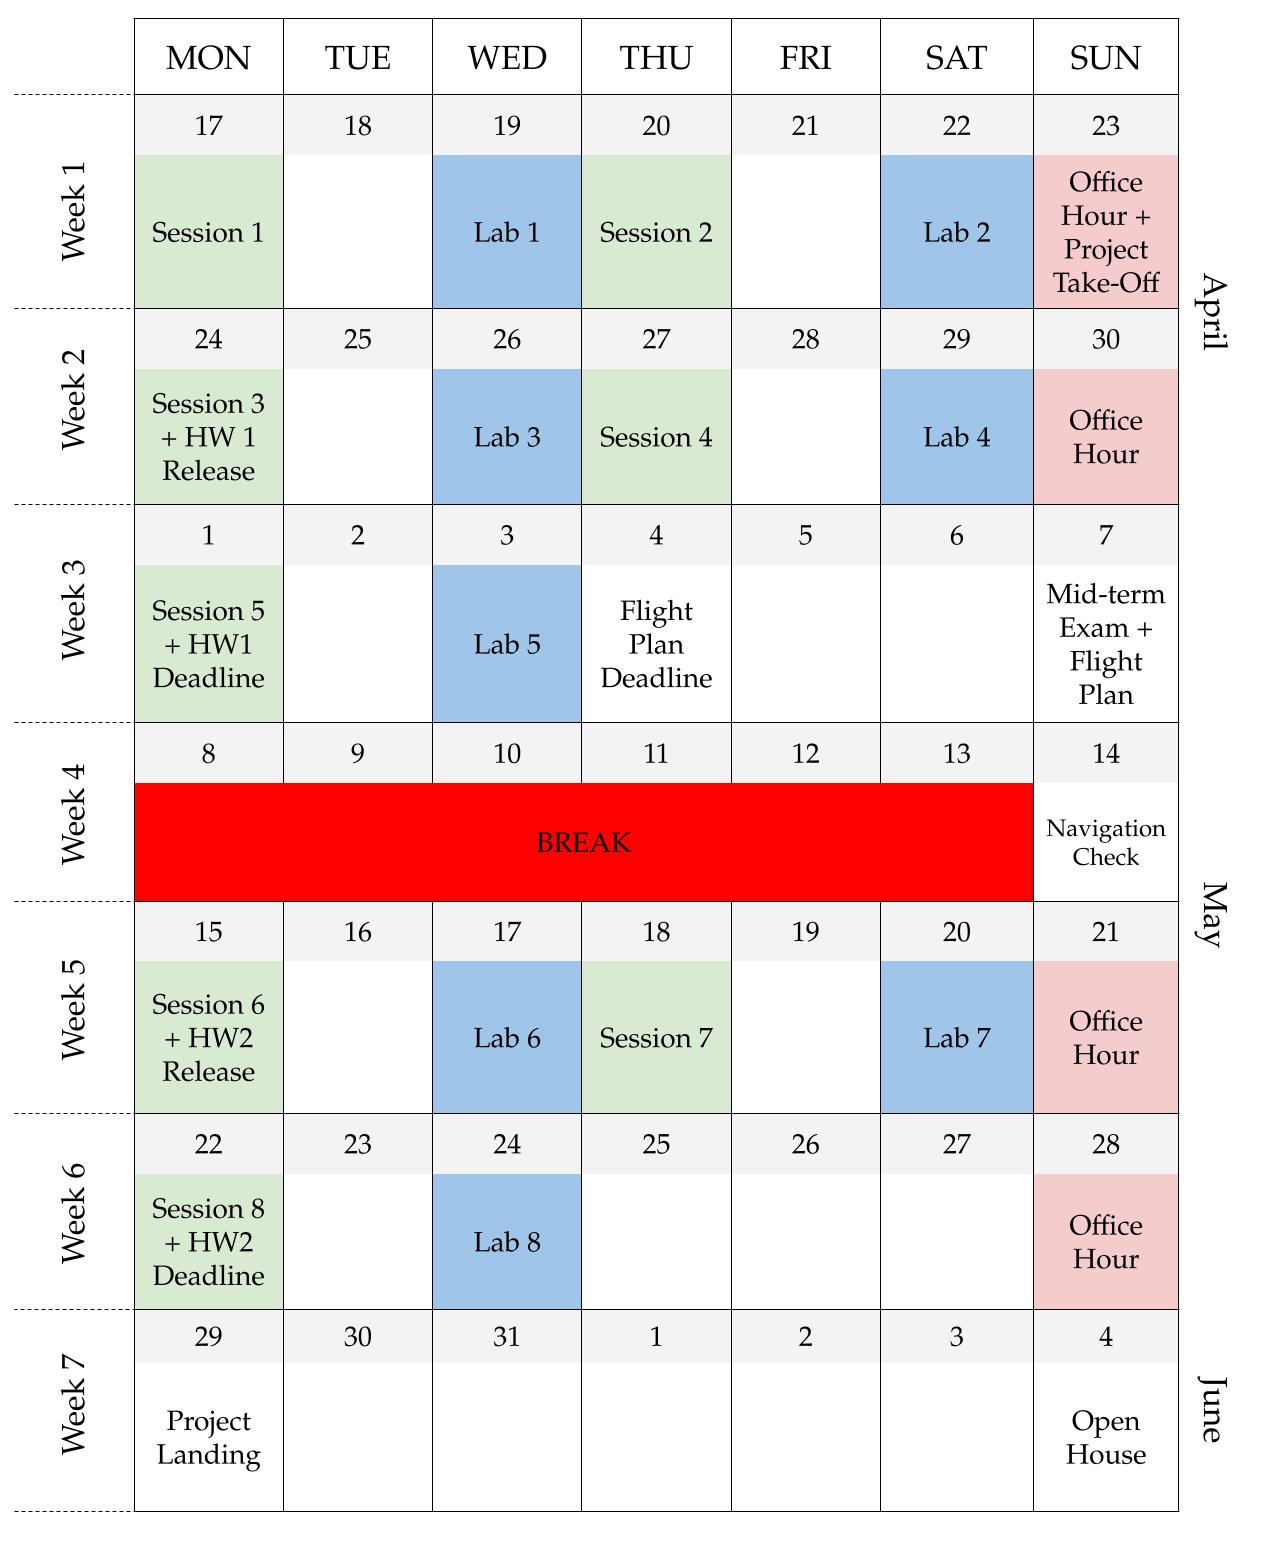 MON TUE WED THU FRI SAT SUN
Week 1
17 18 19 20 21 22 23
Session 1
Lab 1
Session 2
Lab 2
Office
Hour +
Project
Take-Off
April
Week 2
24 25 26 27 28 29 30
Session 3
+ HW 1
Release
Lab 3
Session 4
Lab 4
Office
Hour
Week 3
1 2 3 4 5 6 7
Session 5
+ HW1
Deadline
Lab 5
Flight
Plan
Deadline
Mid-term
Exam +
Flight
Plan
Week 4
8 9 10 11 12 13 14
BREAK
Navigation
Check
May
Week 5
15 16 17 18 19 20 21
Session 6
+ HW2
Release
Lab 6
Session 7
Lab 7
Office
Hour
Week 6
22 23 24 25 26 27 28
Session 8
+ HW2
Deadline
Lab 8
Office
Hour
Week 7
29 30 31 1 2 3 4
Project
Landing
Open
House
June